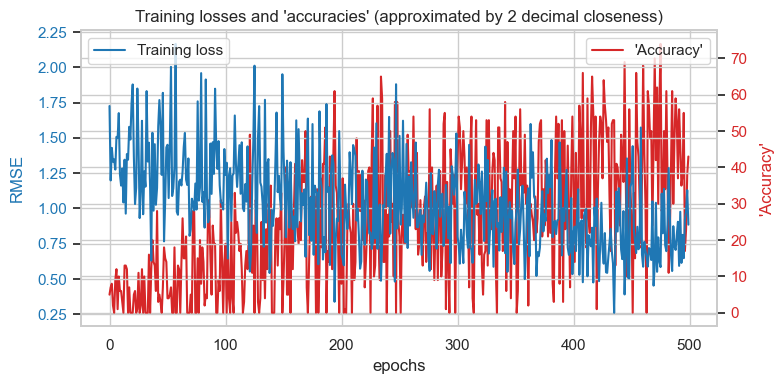 Training losses and 'accuracies' (approximated by 2 decimal closeness)
Training loss
'Accuracy'
2.25
2.00
1.75
1.50
1.25
1.00
0.75
0.50
0.25
RMSE
70
60
50
40
30
20
10
0
'Accuracy'
0 100 200 300 400 500
epochs